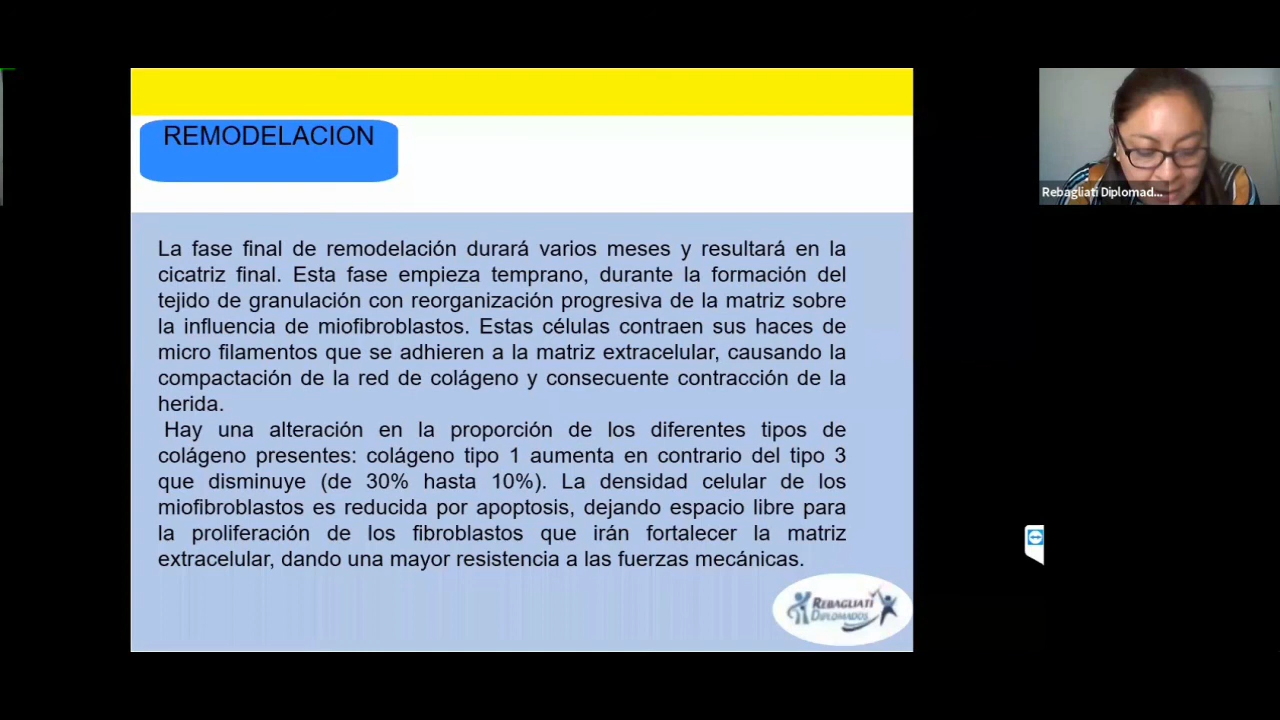 REMODELACION
La fase final de remodelación durará varios meses y resultará en la
cicatriz final. Esta fase empieza temprano, durante la formación del
tejido de granulación con reorganización progresiva de la matriz sobre
la influencia de miofibroblastos. Estas células contraen sus haces de
micro filamentos que se adhieren a la matriz extracelular, causando la
compactación de la red de colágeno y consecuente contracción de la
herida.
Hay una alteración en la proporción de los diferentes tipos de
colágeno presentes: colágeno tipo 1 aumenta en contrario del tipo 3
que disminuye (de 30% hasta 10%). La densidad celular de los
miofibroblastos es reducida por apoptosis, dejando espacio libre para
la proliferación de los fibroblastos que irán fortalecer la matriz
extracelular, dando una mayor resistencia a las fuerzas mecánicas.
REBAGLIATI
DIPLOMADOS
Rebagliati Diplomad...